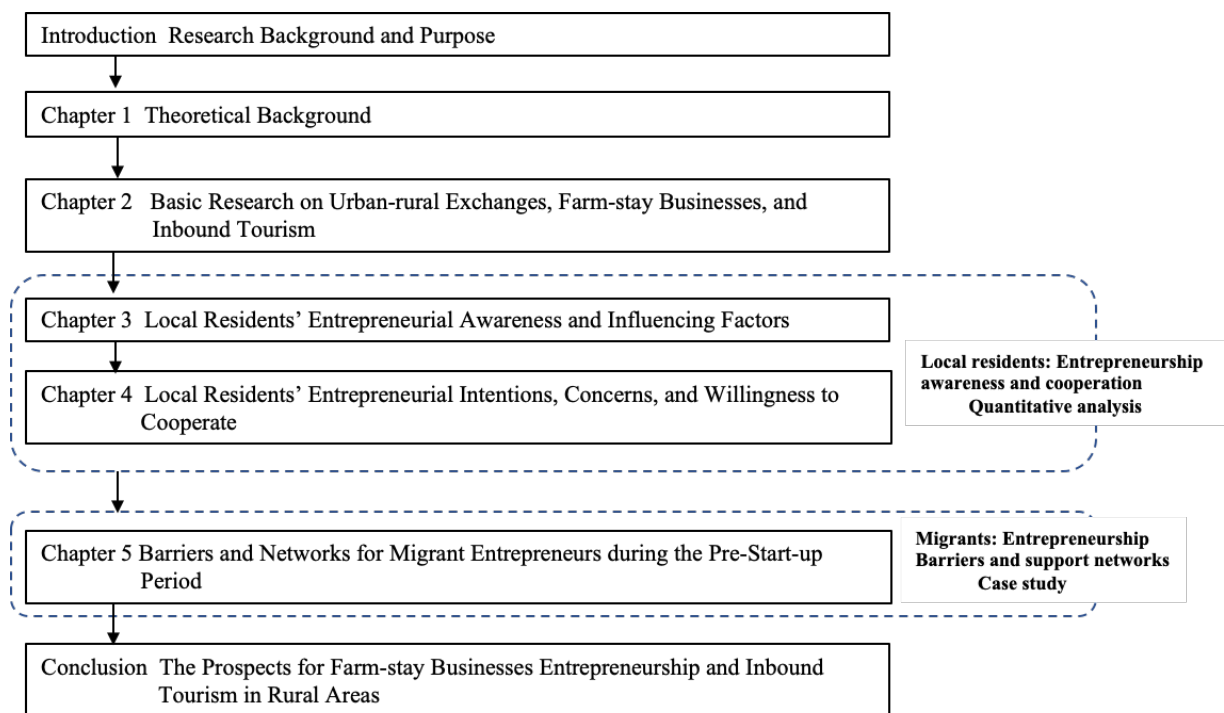 Introduction Research Background and Purpose
Chapter 1 Theoretical Background
Chapter 2 Basic Research on Urban-rural Exchanges, Farm-stay Businesses, and
Inbound Tourism
Chapter 3 Local Residents’ Entrepreneurial Awareness and Influencing Factors
Chapter 4 Local Residents’ Entrepreneurial Intentions, Concerns, and Willingness to
Cooperate
Local residents: Entrepreneurship
awareness and cooperation
Quantitative analysis
Chapter 5 Barriers and Networks for Migrant Entrepreneurs during the Pre-Start-up
Period
Migrants: Entrepreneurship
Barriers and support networks
Case study
Conclusion The Prospects for Farm-stay Businesses Entrepreneurship and Inbound
Tourism in Rural Areas